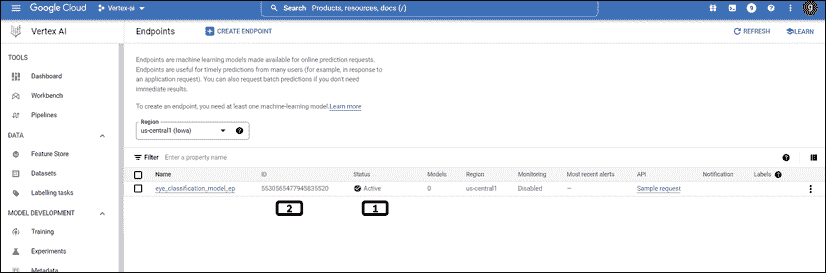 Google Cloud
Vertex-ai
Search Products, resources, docs (/)
9
Vertex AI
Endpoints
CREATE ENDPOINT
REFRESH
LEARN
TOOLS
Dashboard
Workbench
Pipelines
DATA
Feature Store
Datasets
Labelling tasks
MODEL DEVELOPMENT
Training
Experiments
Metadata
Endpoints are machine learning models made available for online prediction requests.
Endpoints are useful for timely predictions from many users (for example, in response to
an application request). You can also request batch predictions if you don't need
immediate results.
To create an endpoint, you need at least one machine-learning model. Learn more
Region
us-central1 (Iowa)
Filter Enter a property name
Name ID Status Models Region Monitoring Most recent alerts API Notification Labels
eye_classification_model_ep 5530565477945835520 Active 0 us-central1 Disabled — Sample request
2 1